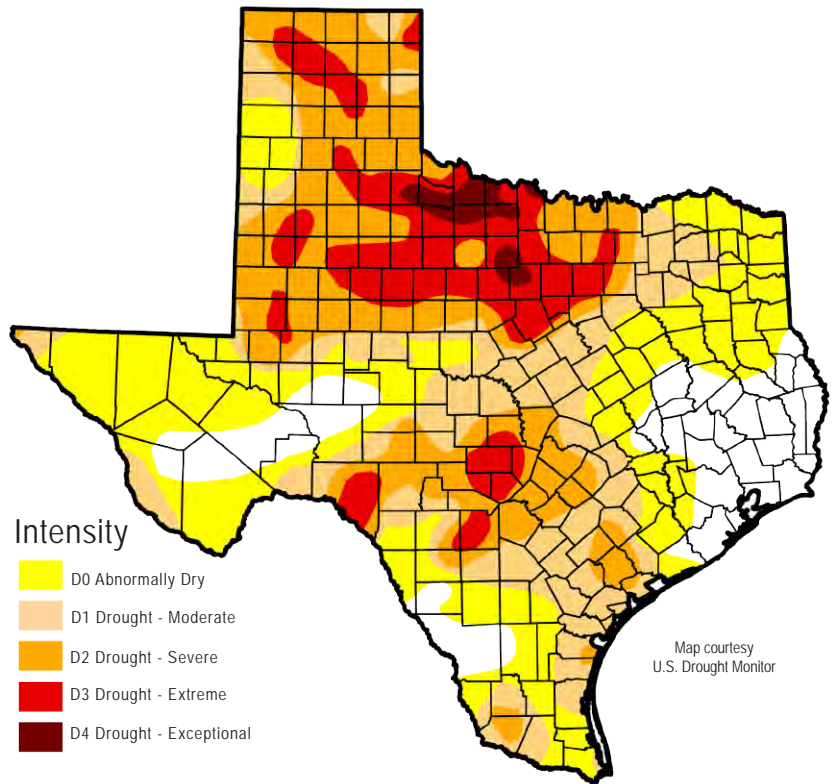 Intensity
D0 Abnormally Dry
D1 Drought - Moderate
D2 Drought - Severe
D3 Drought - Extreme
D4 Drought - Exceptional
Map courtesy
U.S. Drought Monitor